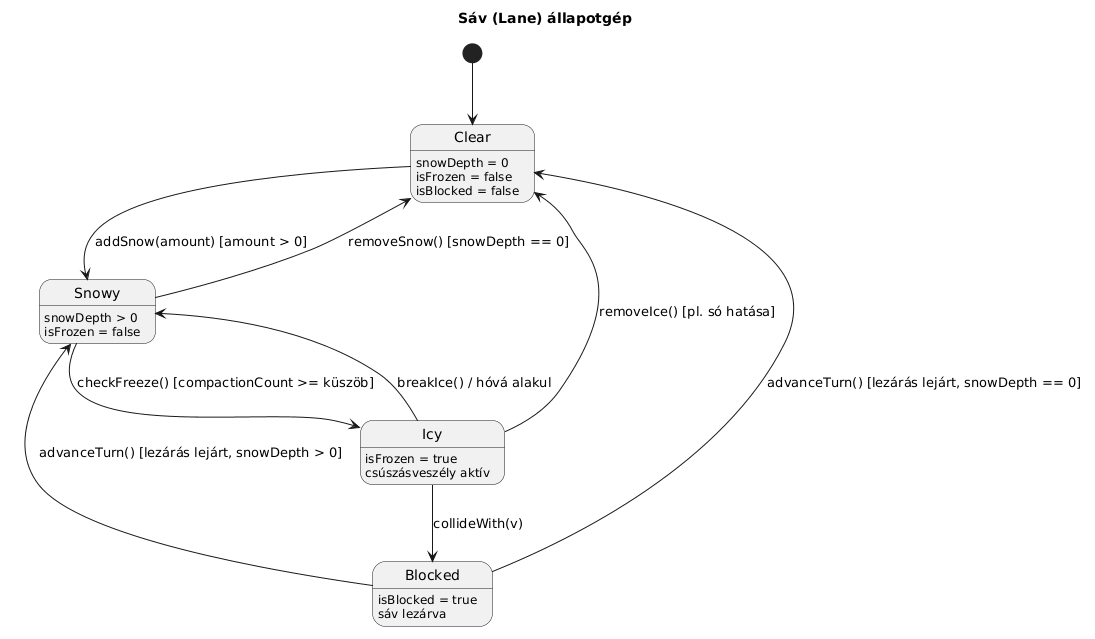 Sáv (Lane) állapotgép
Clear
snowDepth = 0
isFrozen = false
isBlocked = false
addSnow(amount) [amount > 0]
removeSnow() [snowDepth == 0]
Snowy
snowDepth > 0
isFrozen = false
removeIce() [pl. só hatása]
checkFreeze() [compactionCount >= küszöb]
breakIce() / hóvá alakul
advanceTurn() [lezárás lejárt, snowDepth == 0]
Icy
isFrozen = true
csúszásveszély aktív
advanceTurn() [lezárás lejárt, snowDepth > 0]
collideWith(v)
Blocked
isBlocked = true
sáv lezárva